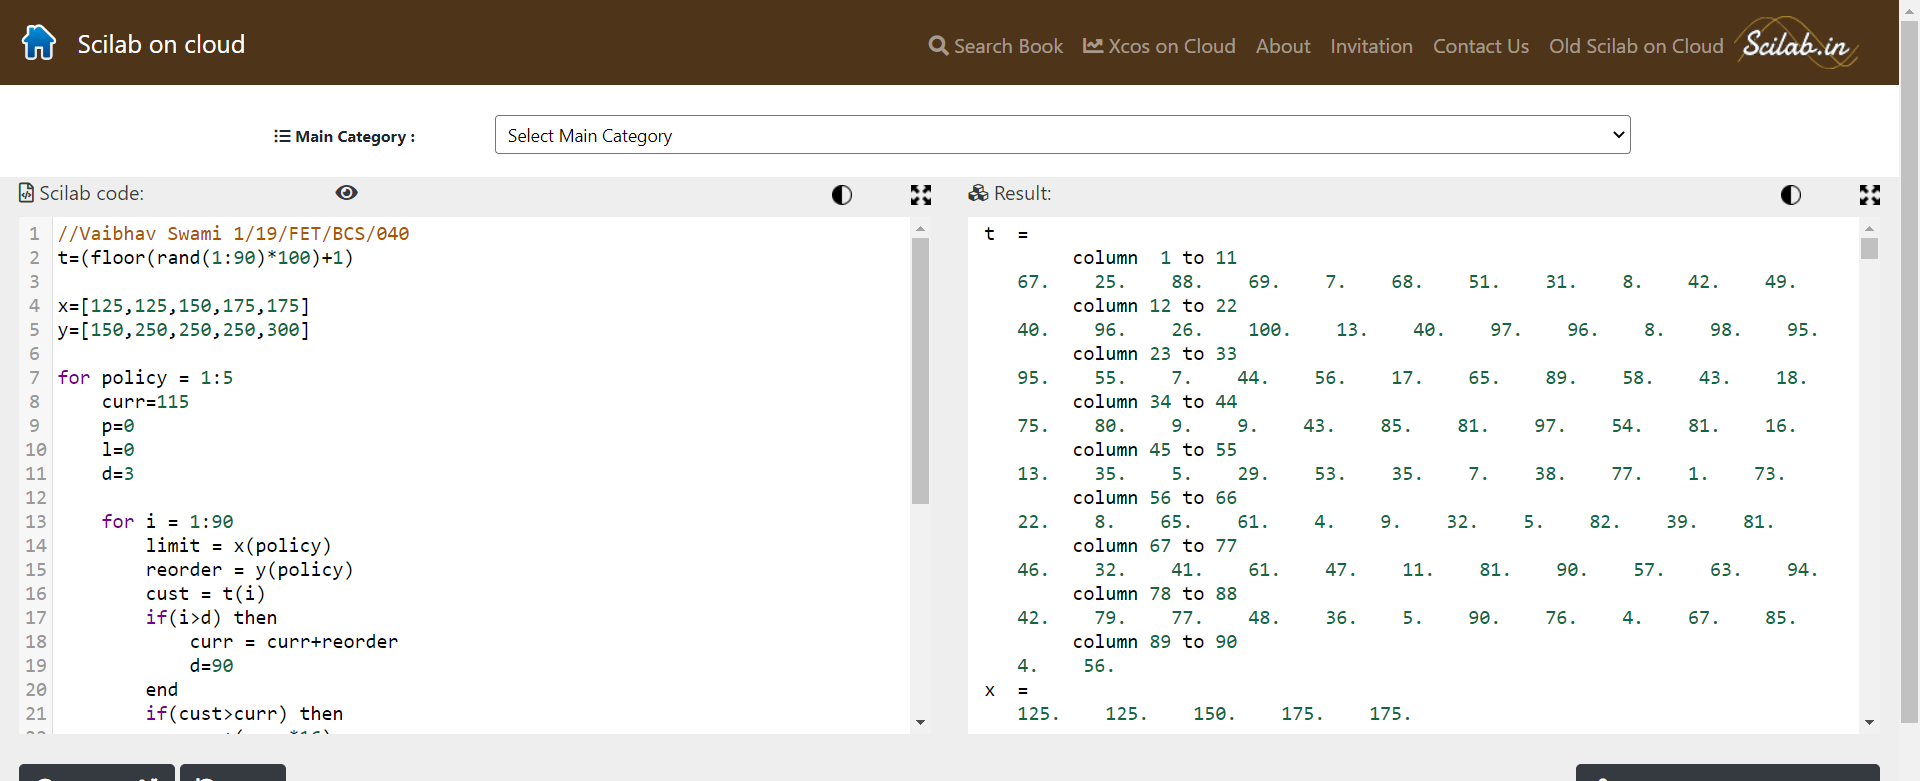 Scilab on cloud
Search Book Xcos on Cloud About Invitation Contact Us Old Scilab on Cloud Scilab.in
Main Category :
Select Main Category
Scilab code:
1 //Vaibhav Swami 1/19/FET/BCS/040
2 t=(floor(rand(1:90)*100)+1)
3
4 x=[125,125,150,175,175]
5 y=[150,250,250,250,300]
6
7 for policy = 1:5
8 curr=115
9 p=0
10 l=0
11 d=3
12
13 for i = 1:90
14 limit = x(policy)
15 reorder = y(policy)
16 cust = t(i)
17 if(i>d) then
18 curr = curr+reorder
19 d=90
20 end
21 if(cust>curr) then
Result:
t =
column 1 to 11
67. 25. 88. 69. 7. 68. 51. 31. 8. 42. 49.
column 12 to 22
40. 96. 26. 100. 13. 40. 97. 96. 8. 98. 95.
column 23 to 33
95. 55. 7. 44. 56. 17. 65. 89. 58. 43. 18.
column 34 to 44
75. 80. 9. 9. 43. 85. 81. 97. 54. 81. 16.
column 45 to 55
13. 35. 5. 29. 53. 35. 7. 38. 77. 1. 73.
column 56 to 66
22. 8. 65. 61. 4. 9. 32. 5. 82. 39. 81.
column 67 to 77
46. 32. 41. 61. 47. 11. 81. 90. 57. 63. 94.
column 78 to 88
42. 79. 77. 48. 36. 5. 90. 76. 4. 67. 85.
column 89 to 90
4. 56.
x =
125. 125. 150. 175. 175.